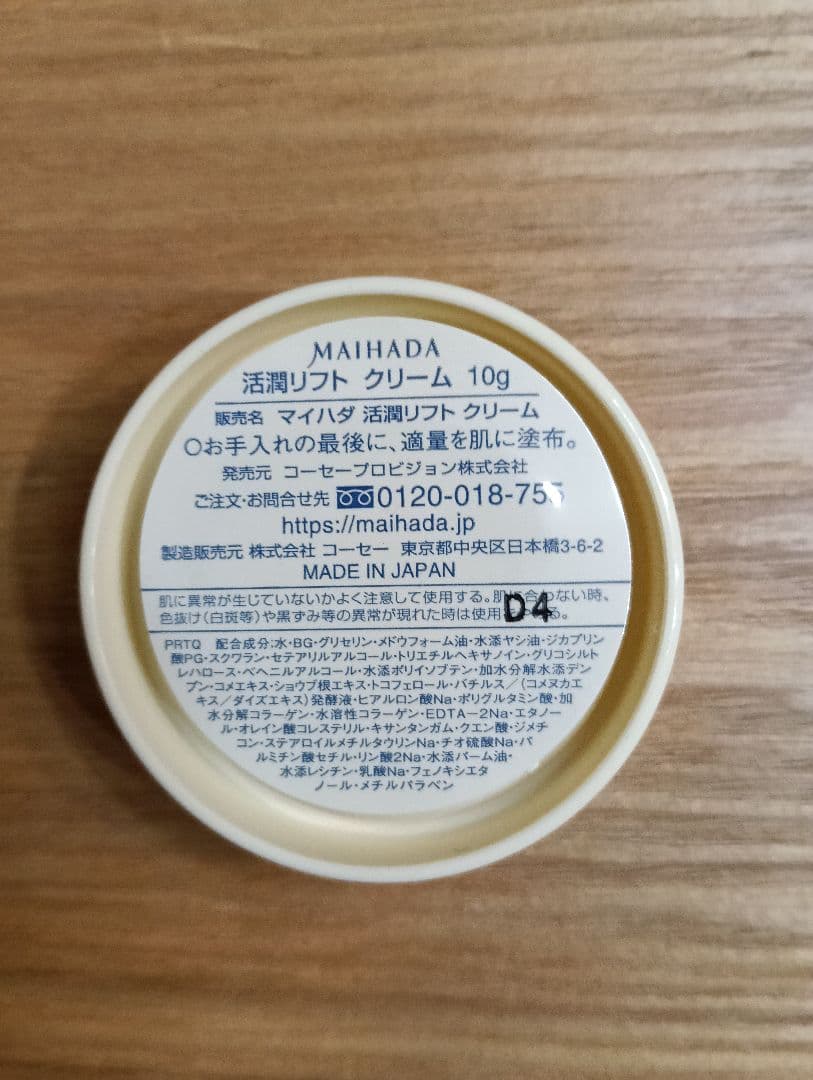 MAIHADA
活潤リフト クリーム 10g
販売名 マイハダ 活潤リフト クリーム
○お手入れの最後に、適量を肌に塗布。
発売元 コーセープロビジョン株式会社
ご注文・お問合せ先 0120-018-755
https://maihada.jp
製造販売元 株式会社 コーセー 東京都中央区日本橋3-6-2
MADE IN JAPAN
肌に異常が生じていないかよく注意して使用する。肌に合わない時、
色抜け(白斑等)や黒ずみ等の異常が現れた時は使用をやめる。
D4
PRTQ 配合成分:水・BG・グリセリン・メドウフォーム油・水添ヤシ油・ジカプリン
酸PG・スクワラン・セテアリルアルコール・トリエチルヘキサノイン・グリコシルト
レハロース・ベヘニルアルコール・水添ポリイソブテン・加水分解水添デン
プン・コメエキス・ショウブ根エキス・トコフェロール・バチルス/(コメヌカエ
キス/ダイズエキス)発酵液・ヒアルロン酸Na・ポリグルタミン酸・加
水分解コラーゲン・水溶性コラーゲン・EDTA-2Na・エタノー
ル・オレイン酸コレステリル・キサンタンガム・クエン酸・ジメチ
コン・ステアロイルメチルタウリンNa・チオ硫酸Na・パ
ルミチン酸セチル・リン酸2Na・水添パーム油・
水添レシチン・乳酸Na・フェノキシエタ
ノール・メチルパラベン